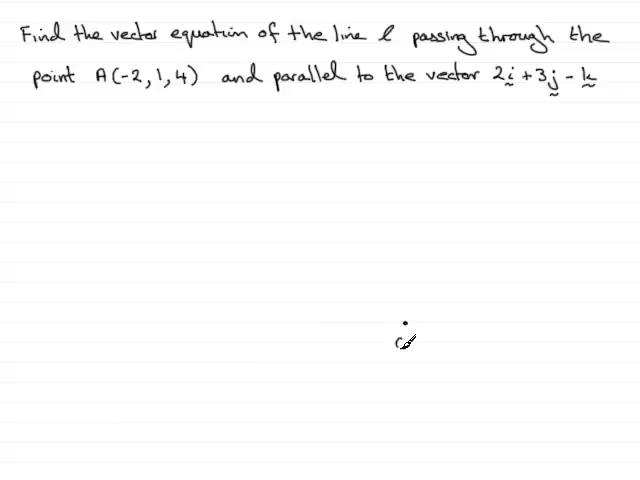 Find the vector equation of the line l passing through the
point A(-2, 1, 4) and parallel to the vector 2i + 3j - k